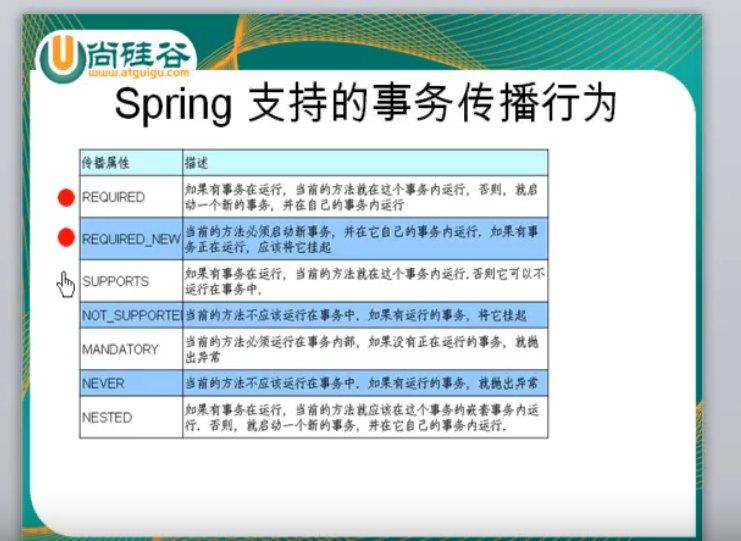 尚硅谷
www.atguigu.com
Spring 支持的事务传播行为
传播属性 描述
REQUIRED 如果有事务在运行，当前的方法就在这个事务内运行，否则，就启
动一个新的事务，并在自己的事务内运行
REQUIRED_NEW 当前的方法必须启动新事务，并在它自己的事务内运行．如果有事
务正在运行，应该将它挂起
SUPPORTS 如果有事务在运行，当前的方法就在这个事务内运行．否则它可以不
运行在事务中．
NOT_SUPPORTE 当前的方法不应该运行在事务中．如果有运行的事务，将它挂起
MANDATORY 当前的方法必须运行在事务内部，如果没有正在运行的事务，就抛
出异常
NEVER 当前的方法不应该运行在事务中．如果有运行的事务，就抛出异常
NESTED 如果有事务在运行，当前的方法就应该在这个事务的嵌套事务内运
行．否则，就启动一个新的事务，并在它自己的事务内运行．